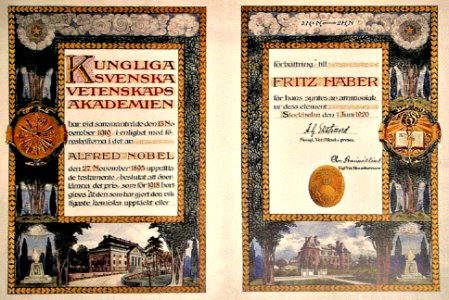 KUNGLIGA
SVENSKA
VETENSKAPS
AKADEMIEN
har vid sammanträde den 13 No-
vember 1919 i enlighet med fö-
reskrifterna i det av
ALFRED NOBEL
den 27 November 1895 upprätta-
de testamente beslutat att över-
lämna det pris som för 1918 bort
givas åt den som har gjort den vik-
tigaste kemiska upptäckt eller
förbättring till
FRITZ HABER
för hans syntes av ammoniak
ur dess element
Stockholm den 1 Juni 1920